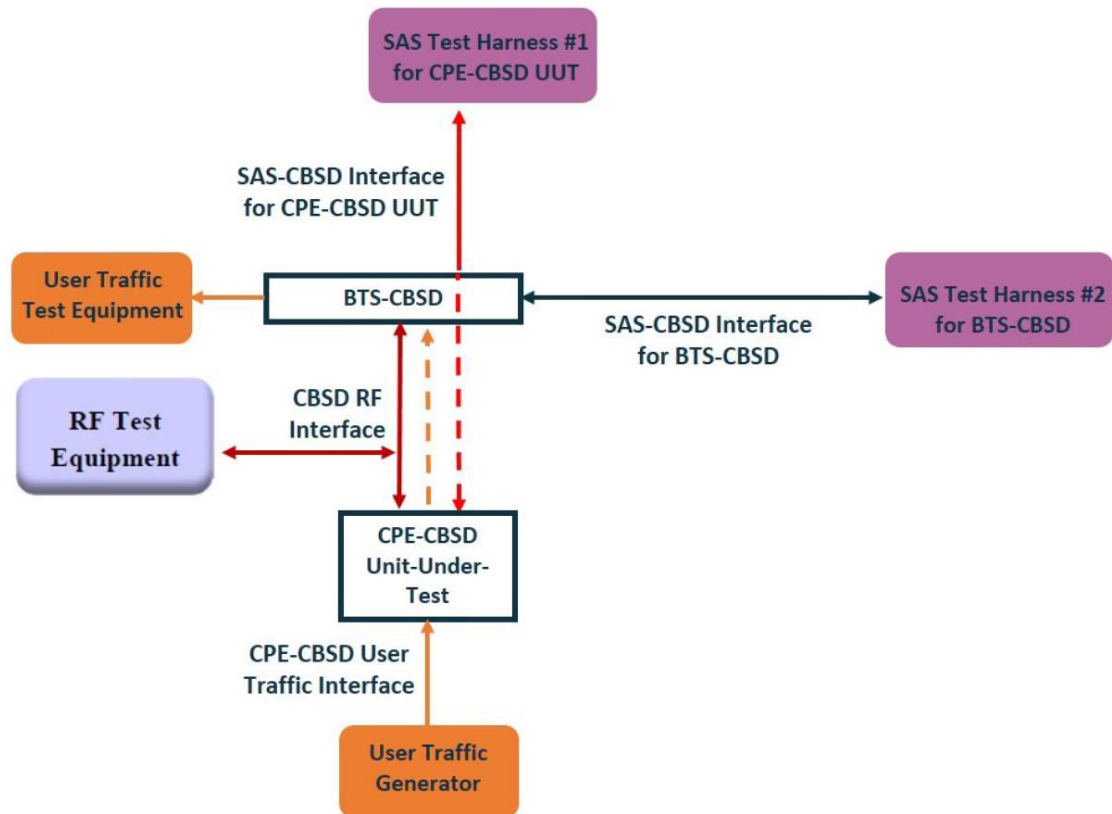 SAS Test Harness #1
for CPE-CBSD UUT
SAS-CBSD Interface
for CPE-CBSD UUT
User Traffic
Test Equipment
BTS-CBSD
SAS Test Harness #2
for BTS-CBSD
SAS-CBSD Interface
for BTS-CBSD
RF Test
Equipment
CBSD RF
Interface
CPE-CBSD
Unit-Under-
Test
CPE-CBSD User
Traffic Interface
User Traffic
Generator